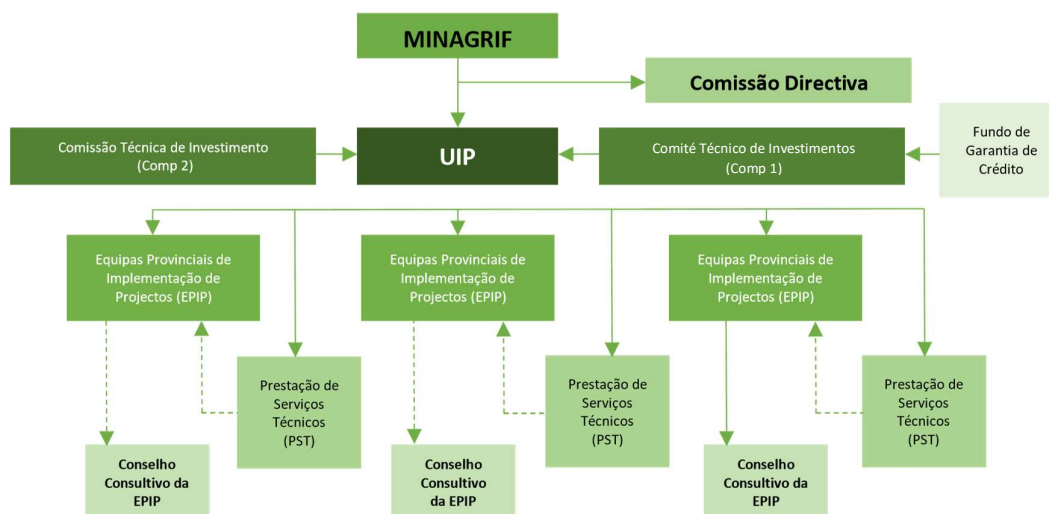 MINAGRIF
Comissão Directiva
Comissão Técnica de Investimento
(Comp 2)
UIP
Comité Técnico de Investimentos
(Comp 1)
Fundo de
Garantia de
Crédito
Equipas Provinciais de
Implementação de
Projectos (EPIP)
Equipas Provinciais de
Implementação de
Projectos (EPIP)
Equipas Provinciais de
Implementação de
Projectos (EPIP)
Prestação de
Serviços
Técnicos
(PST)
Prestação de
Serviços
Técnicos
(PST)
Prestação de
Serviços
Técnicos
(PST)
Conselho
Consultivo da
EPIP
Conselho
Consultivo
da EPIP
Conselho
Consultivo da
EPIP